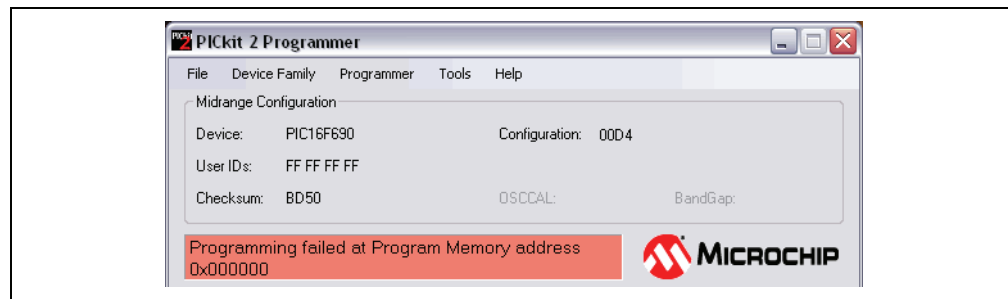 PICkit 2 Programmer
File Device Family Programmer Tools Help
Midrange Configuration
Device: PIC16F690 Configuration: 00D4
User IDs: FF FF FF FF
Checksum: BD50 OSCCAL: BandGap:
Programming failed at Program Memory address
0x000000
MICROCHIP